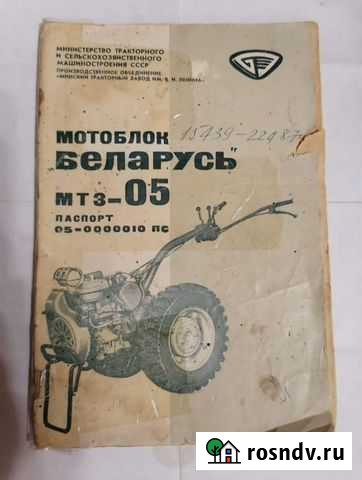 МИНИСТЕРСТВО ТРАКТОРНОГО
И СЕЛЬСКОХОЗЯЙСТВЕННОГО
МАШИНОСТРОЕНИЯ СССР
ПРОИЗВОДСТВЕННОЕ ОБЪЕДИНЕНИЕ
"МИНСКИЙ ТРАКТОРНЫЙ ЗАВОД ИМ. В. И. ЛЕНИНА"
МОТОБЛОК
БЕЛАРУСЬ"
МТЗ-05
ПАСПОРТ
05-0000010 ПС
rosndv.ru